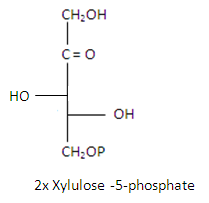 CH₂OH
C=O
HO
OH
CH₂OP
2x Xylulose -5-phosphate